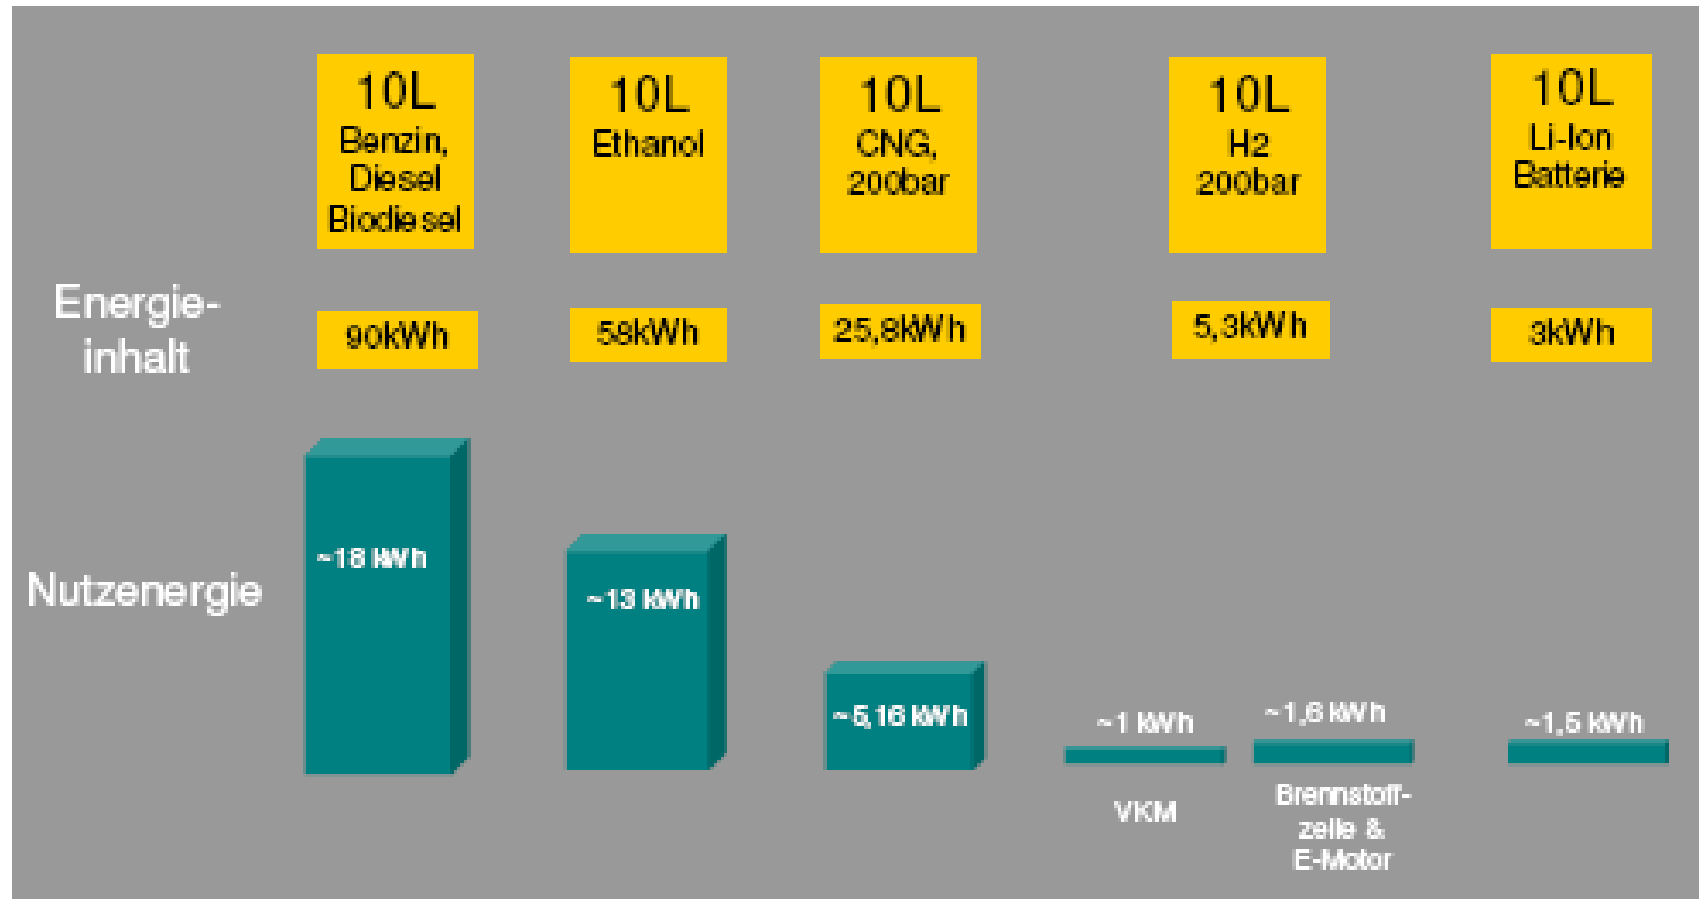 10L
Benzin,
Diesel
Biodiesel
10L
Ethanol
10L
CNG,
200bar
10L
H2
200bar
10L
Li-Ion
Batterie
Energie-
inhalt
90kWh
58kWh
25,8kWh
5,3kWh
3kWh
Nutzenergie
~18 kWh
~13 kWh
~5,16 kWh
~1 kWh
~1,6 kWh
~1,5 kWh
VKM
Brennstoff-
zelle &
E-Motor